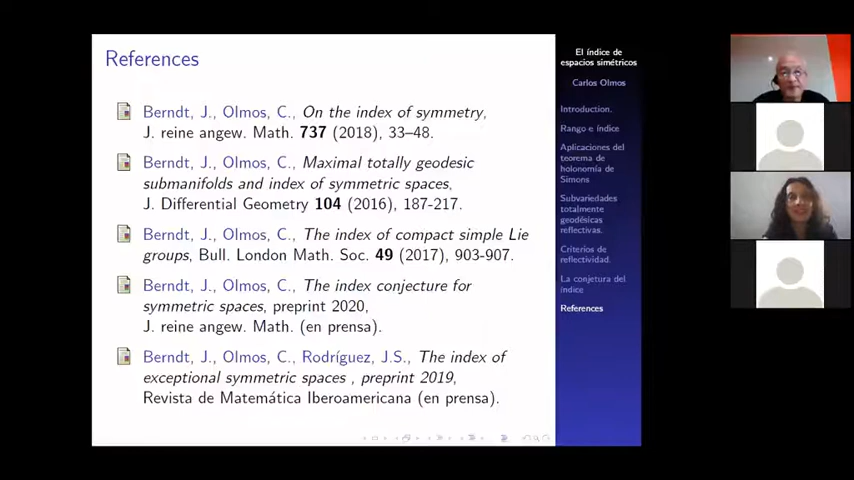 References
Berndt, J., Olmos, C., On the index of symmetry,
J. reine angew. Math. 737 (2018), 33–48.
Berndt, J., Olmos, C., Maximal totally geodesic
submanifolds and index of symmetric spaces,
J. Differential Geometry 104 (2016), 187-217.
Berndt, J., Olmos, C., The index of compact simple Lie
groups, Bull. London Math. Soc. 49 (2017), 903-907.
Berndt, J., Olmos, C., The index conjecture for
symmetric spaces, preprint 2020,
J. reine angew. Math. (en prensa).
Berndt, J., Olmos, C., Rodríguez, J.S., The index of
exceptional symmetric spaces , preprint 2019,
Revista de Matemática Iberoamericana (en prensa).
El índice de
espacios simétricos
Carlos Olmos
Introduction.
Rango e índice
Aplicaciones del
teorema de
holonomía de
Simons
Subvariedades
totalmente
geodésicas
reflectivas.
Criterios de
reflectividad.
La conjetura del
índice
References